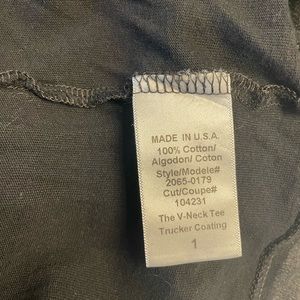 MADE IN U.S.A.
100% Cotton/
Algodon/ Coton
Style/Modele#
2065-0179
Cut/Coupe#
104231
The V-Neck Tee
Trucker Coating
1